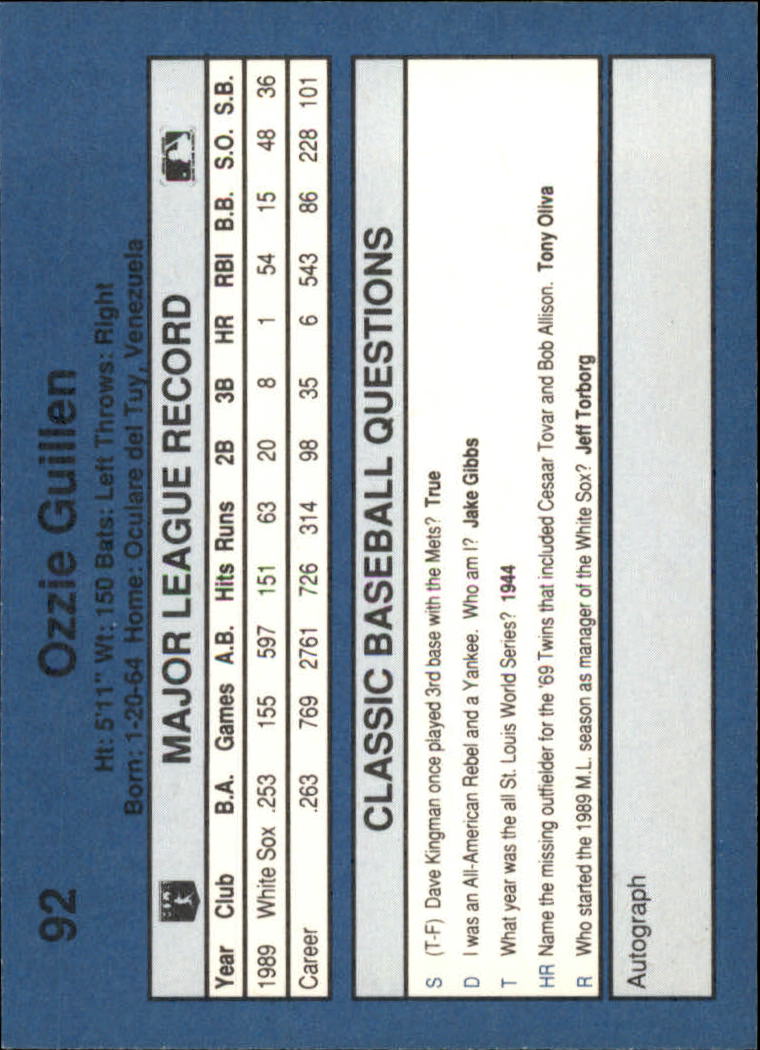 92 Ozzie Guillen
Ht: 5'11" Wt: 150 Bats: Left Throws: Right
Born: 1-20-64 Home: Oculare del Tuy, Venezuela
MAJOR LEAGUE RECORD
Year Club B.A. Games A.B. Hits Runs 2B 3B HR RBI B.B. S.O. S.B.
1989 White Sox .253 155 597 151 63 20 8 1 54 15 48 36
Career .263 769 2761 726 314 98 35 6 543 86 228 101
CLASSIC BASEBALL QUESTIONS
S (T-F) Dave Kingman once played 3rd base with the Mets? True
D I was an All-American Rebel and a Yankee. Who am I? Jake Gibbs
T What year was the all St. Louis World Series? 1944
HR Name the missing outfielder for the '69 Twins that included Cesaar Tovar and Bob Allison. Tony Oliva
R Who started the 1989 M.L. season as manager of the White Sox? Jeff Torborg
Autograph